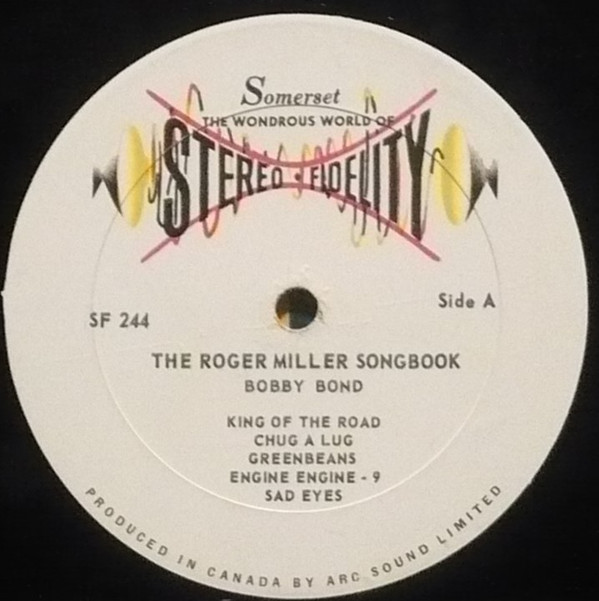 Somerset
THE WONDROUS WORLD OF
STEREO • FIDELITY
Side A
SF 244
THE ROGER MILLER SONGBOOK
BOBBY BOND
KING OF THE ROAD
CHUG A LUG
GREENBEANS
ENGINE ENGINE - 9
SAD EYES
PRODUCED IN CANADA BY ARC SOUND LIMITED